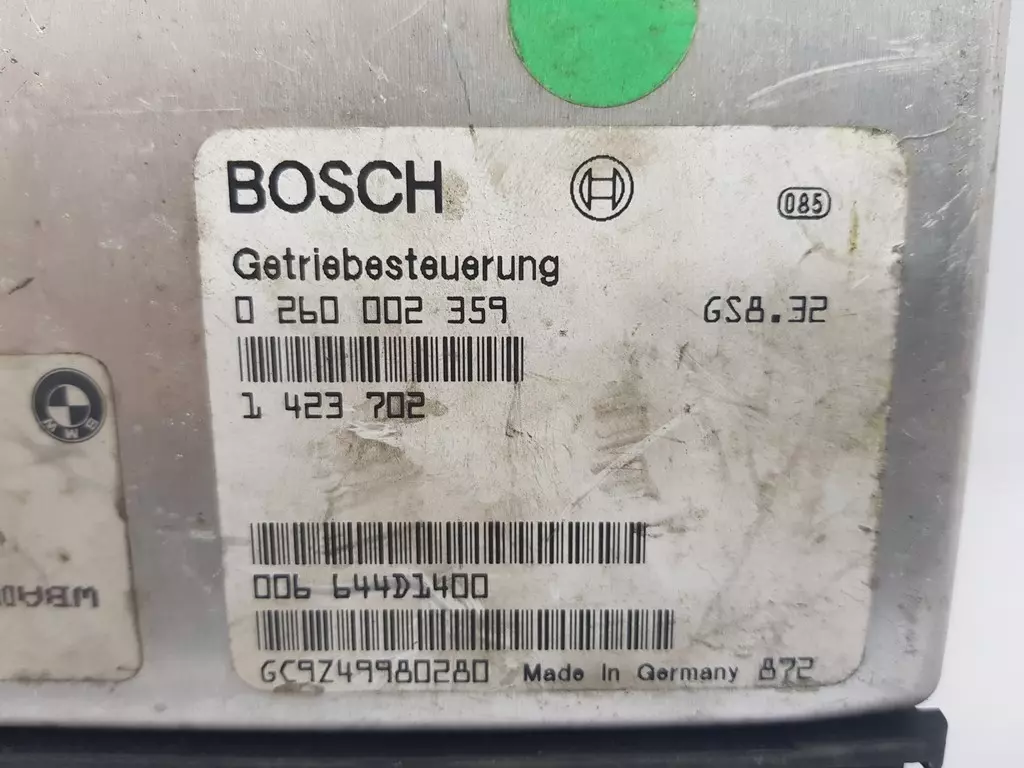 BOSCH
085
Getriebesteuerung
0 260 002 359 GS8.32
1 423 702
006 644D1400
GC9Z49980280 Made In Germany 872
BMW